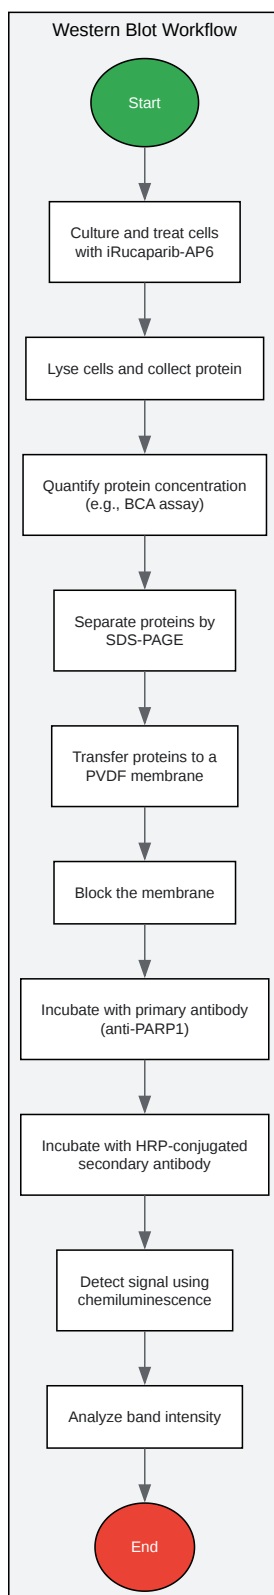 Western Blot Workflow
Start
Culture and treat cells
with iRucaparib-AP6
Lyse cells and collect protein
Quantify protein concentration
(e.g., BCA assay)
Separate proteins by
SDS-PAGE
Transfer proteins to a
PVDF membrane
Block the membrane
Incubate with primary antibody
(anti-PARP1)
Incubate with HRP-conjugated
secondary antibody
Detect signal using
chemiluminescence
Analyze band intensity
End